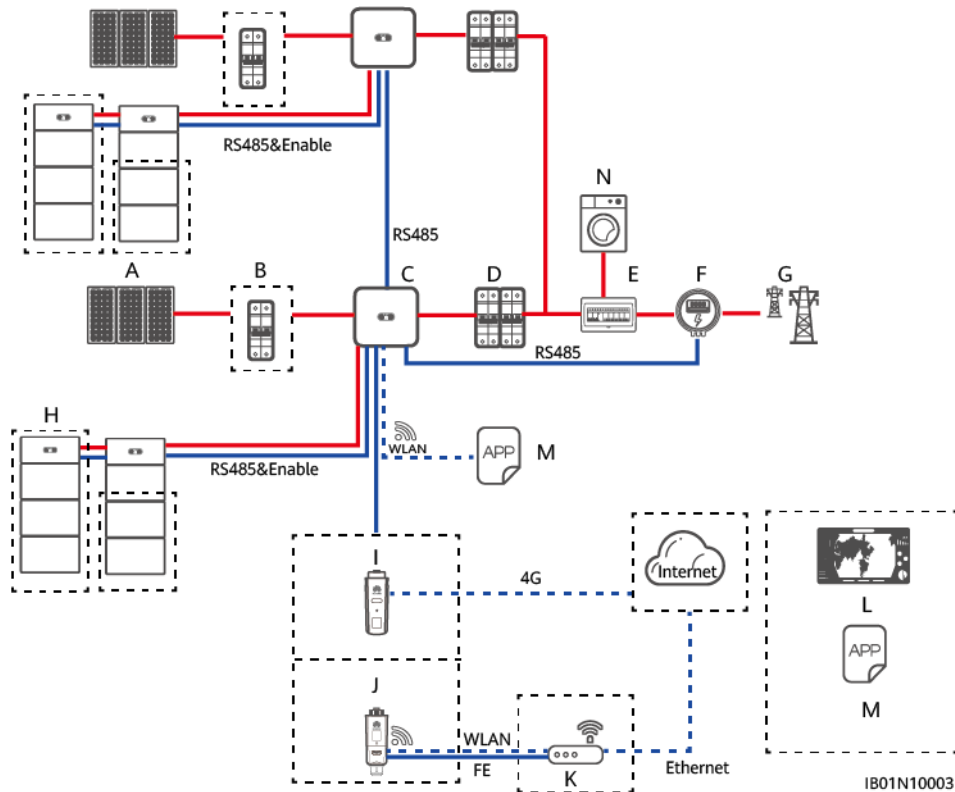 RS485&Enable
RS485
N
A
B
C
D
E
F
G
RS485
H
RS485&Enable
WLAN
APP
M
I
4G
Internet
L
APP
M
J
WLAN
FE
K
Ethernet
IB01N10003